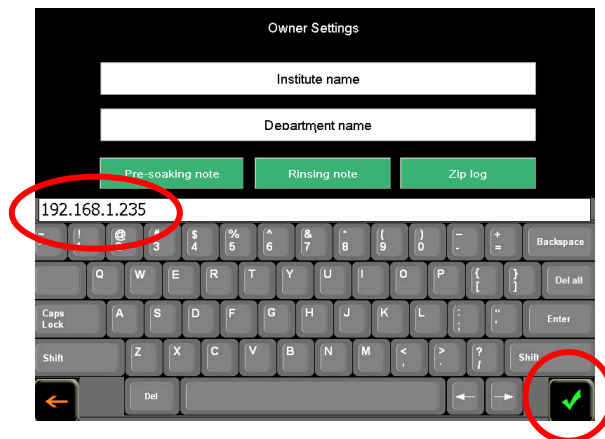 Owner Settings
Institute name
Department name
Pre-soaking note Rinsing note Zip log
192.168.1.235
~ ! 1 @ 2 # 3 $ 4 % 5 ^ 6 & 7 * 8 ( 9 ) 0 - + = Backspace
Q W E R T Y U I O P { [ } ] Del all
Caps Lock A S D F G H J K L : ; " ' Enter
Shift Z X C V B N M < , > . ? / Shift
Del